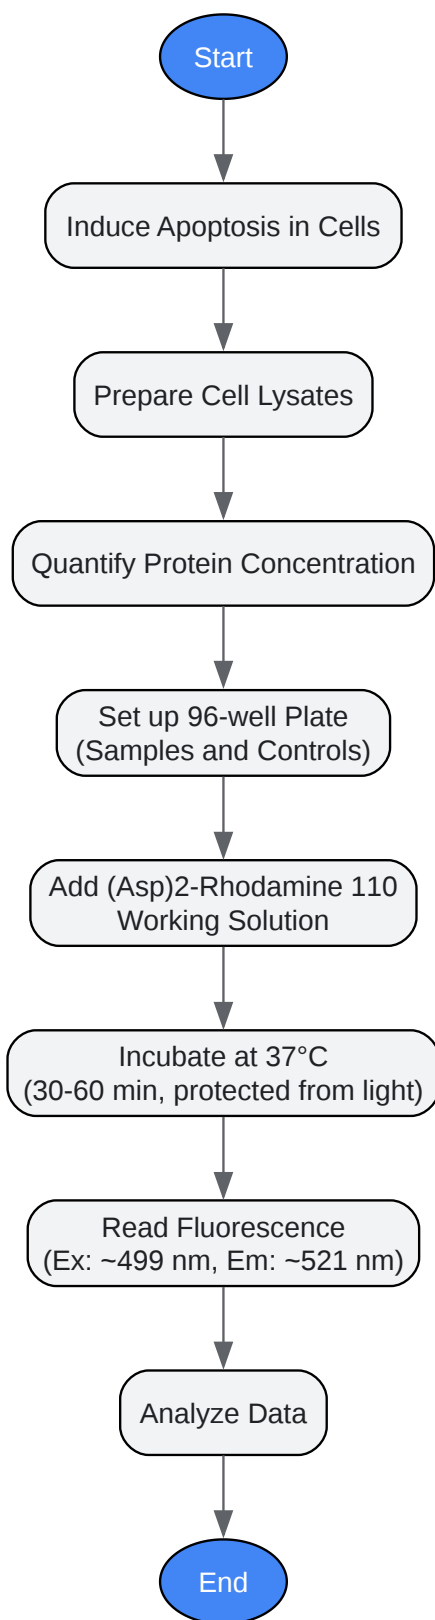 Start
Induce Apoptosis in Cells
Prepare Cell Lysates
Quantify Protein Concentration
Set up 96-well Plate
(Samples and Controls)
Add (Asp)2-Rhodamine 110
Working Solution
Incubate at 37°C
(30-60 min, protected from light)
Read Fluorescence
(Ex: ~499 nm, Em: ~521 nm)
Analyze Data
End